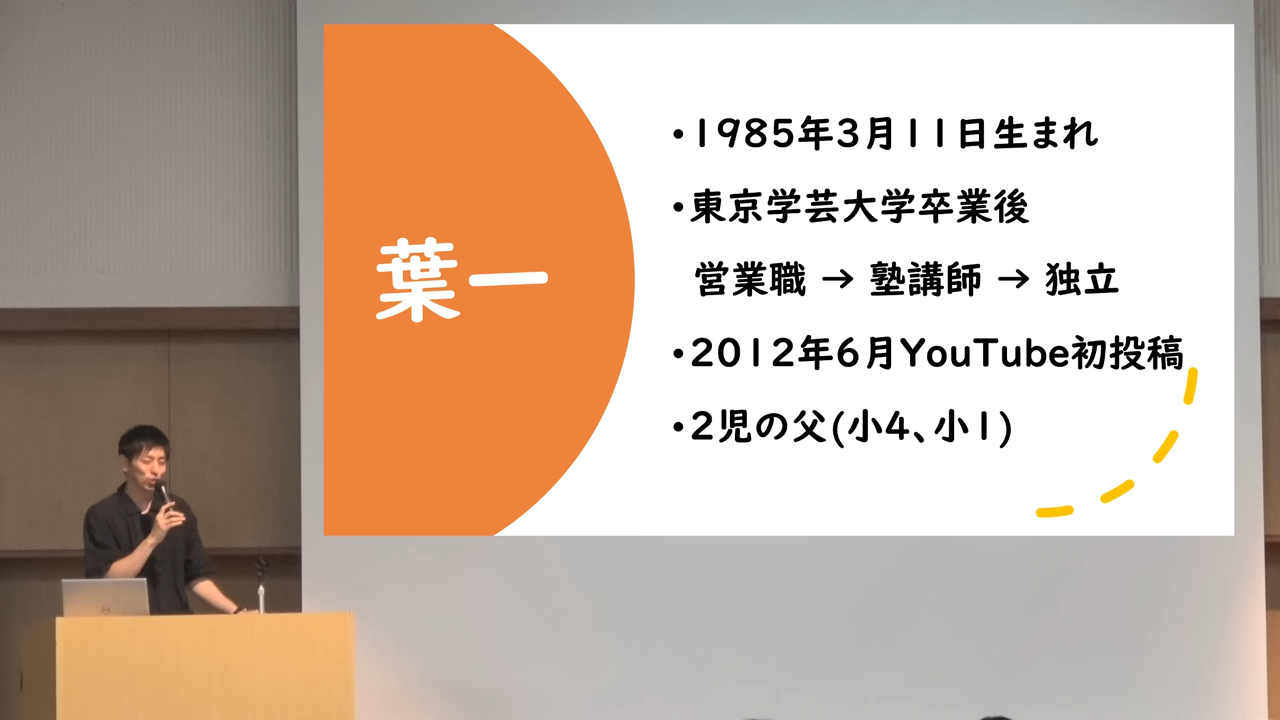 葉一
・1985年3月11日生まれ
・東京学芸大学卒業後
営業職 → 塾講師 → 独立
・2012年6月YouTube初投稿
・2児の父(小4、小1)